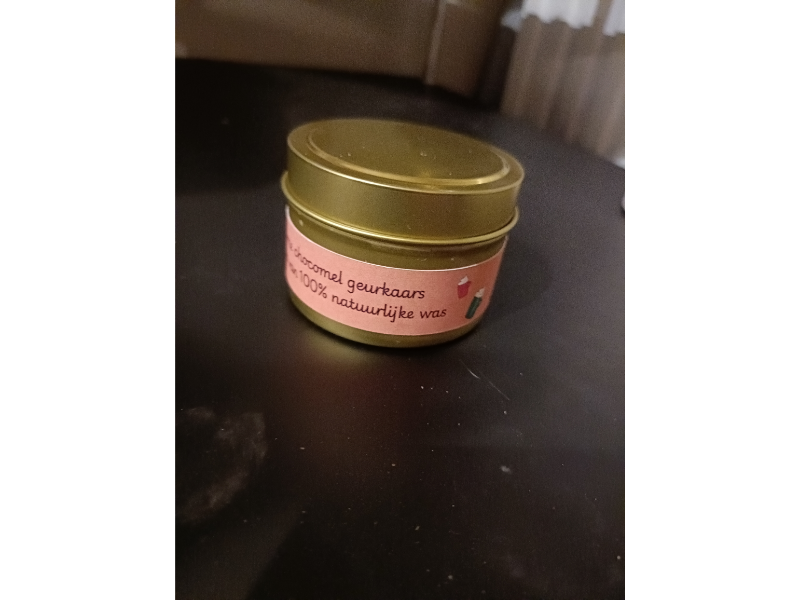 chocomel geurkaars
100% natuurlijke was